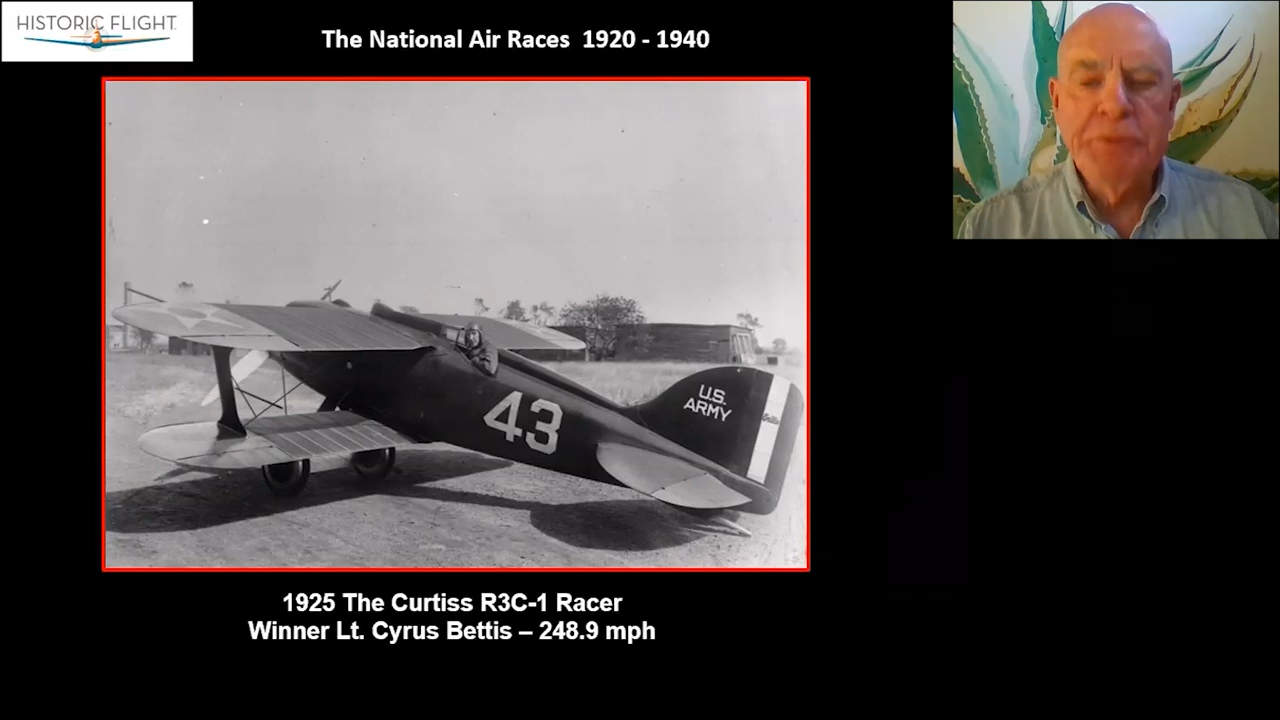 HISTORIC FLIGHT
The National Air Races 1920 - 1940
U.S.
ARMY
43
1925 The Curtiss R3C-1 Racer
Winner Lt. Cyrus Bettis – 248.9 mph